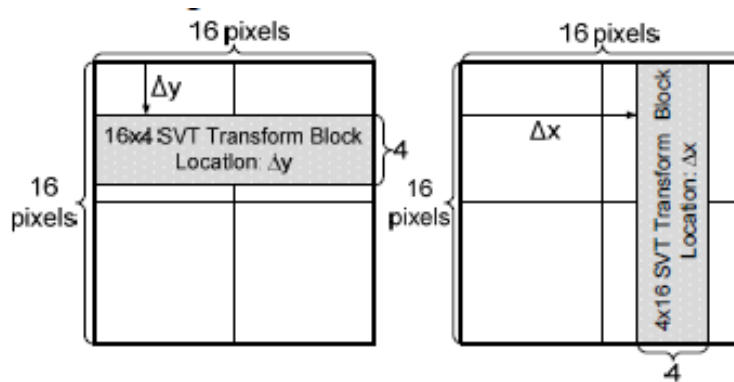 16 pixels
Δy
16x4 SVT Transform Block
Location: Δy
4
16
pixels
16 pixels
Δx
4x16 SVT Transform Block
Location: Δx
16
pixels
4